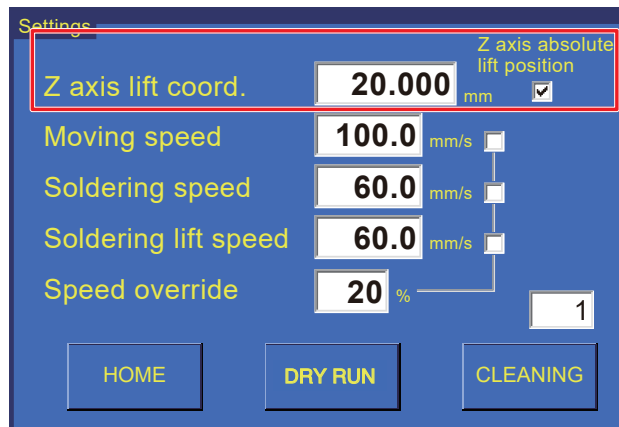 Settings
Z axis absolute
lift position
Z axis lift coord. 20.000 mm
Moving speed 100.0 mm/s
Soldering speed 60.0 mm/s
Soldering lift speed 60.0 mm/s
Speed override 20 %
1
HOME DRY RUN CLEANING